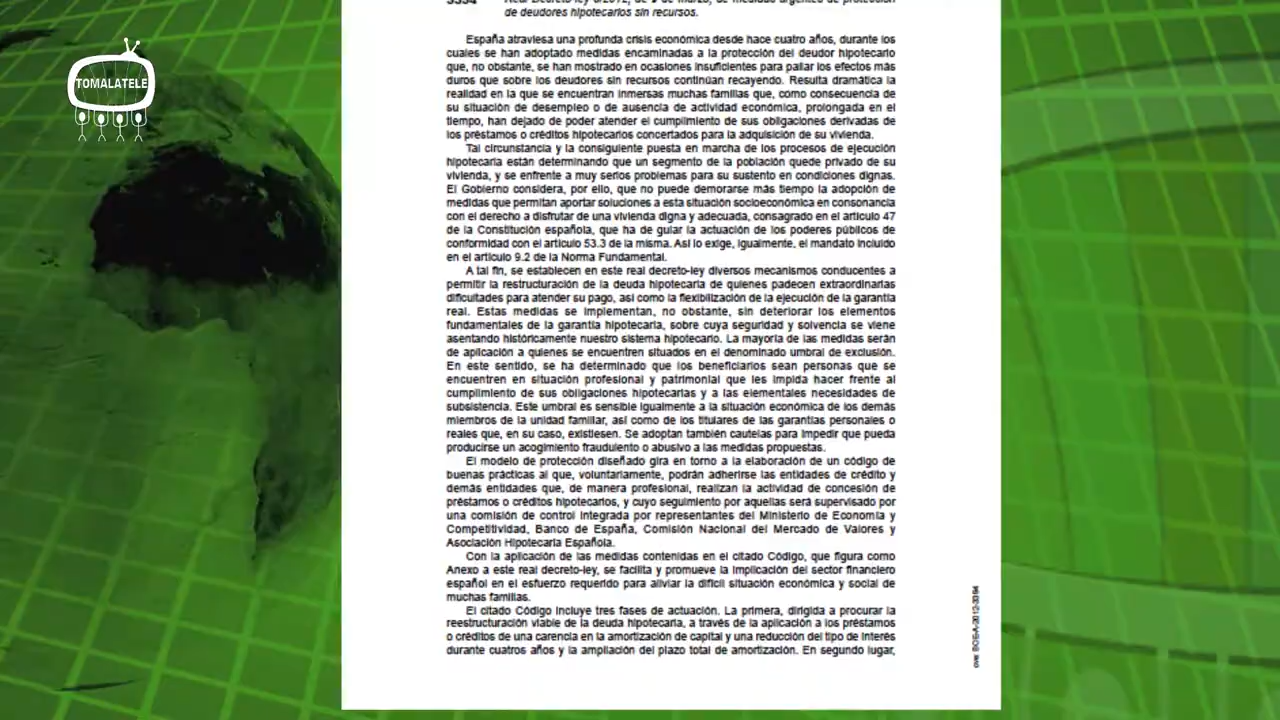 TOMALATELE
3394
Real Decreto-ley 6/2012, de 9 de marzo, de medidas urgentes de protección
de deudores hipotecarios sin recursos.
España atraviesa una profunda crisis económica desde hace cuatro años, durante los
cuales se han adoptado medidas encaminadas a la protección del deudor hipotecario
que, no obstante, se han mostrado en ocasiones insuficientes para paliar los efectos más
duros que sobre los deudores sin recursos continúan recayendo. Resulta dramática la
realidad en la que se encuentran inmersas muchas familias que, como consecuencia de
su situación de desempleo o de ausencia de actividad económica, prolongada en el
tiempo, han dejado de poder atender el cumplimiento de sus obligaciones derivadas de
los préstamos o créditos hipotecarios concertados para la adquisición de su vivienda.
Tal circunstancia y la consiguiente puesta en marcha de los procesos de ejecución
hipotecaria están determinando que un segmento de la población quede privado de su
vivienda, y se enfrente a muy serios problemas para su sustento en condiciones dignas.
El Gobierno considera, por ello, que no puede demorarse más tiempo la adopción de
medidas que permitan aportar soluciones a esta situación socioeconómica en consonancia
con el derecho a disfrutar de una vivienda digna y adecuada, consagrado en el artículo 47
de la Constitución española, que ha de guiar la actuación de los poderes públicos de
conformidad con el artículo 53.3 de la misma. Así lo exige, igualmente, el mandato incluido
en el artículo 9.2 de la Norma Fundamental.
A tal fin, se establecen en este real decreto-ley diversos mecanismos conducentes a
permitir la restructuración de la deuda hipotecaria de quienes padecen extraordinarias
dificultades para atender su pago, así como la flexibilización de la ejecución de la garantía
real. Estas medidas se implementan, no obstante, sin deteriorar los elementos
fundamentales de la garantía hipotecaria, sobre cuya seguridad y solvencia se viene
asentando históricamente nuestro sistema hipotecario. La mayoría de las medidas serán
de aplicación a quienes se encuentren situados en el denominado umbral de exclusión.
En este sentido, se ha determinado que los beneficiarios sean personas que se
encuentren en situación profesional y patrimonial que les impida hacer frente al
cumplimiento de sus obligaciones hipotecarias y a las elementales necesidades de
subsistencia. Este umbral es sensible igualmente a la situación económica de los demás
miembros de la unidad familiar, así como de los titulares de las garantías personales o
reales que, en su caso, existiesen. Se adoptan también cautelas para impedir que pueda
producirse un acogimiento fraudulento o abusivo a las medidas propuestas.
El modelo de protección diseñado gira en torno a la elaboración de un código de
buenas prácticas al que, voluntariamente, podrán adherirse las entidades de crédito y
demás entidades que, de manera profesional, realizan la actividad de concesión de
préstamos o créditos hipotecarios, y cuyo seguimiento por aquellas será supervisado por
una comisión de control integrada por representantes del Ministerio de Economía y
Competitividad, Banco de España, Comisión Nacional del Mercado de Valores y
Asociación Hipotecaria Española.
Con la aplicación de las medidas contenidas en el citado Código, que figura como
Anexo a este real decreto-ley, se facilita y promueve la implicación del sector financiero
español en el esfuerzo requerido para aliviar la difícil situación económica y social de
muchas familias.
El citado Código incluye tres fases de actuación. La primera, dirigida a procurar la
reestructuración viable de la deuda hipotecaria, a través de la aplicación a los préstamos
o créditos de una carencia en la amortización de capital y una reducción del tipo de interés
durante cuatros años y la ampliación del plazo total de amortización. En segundo lugar,
cve: BOE-A-2012-3394